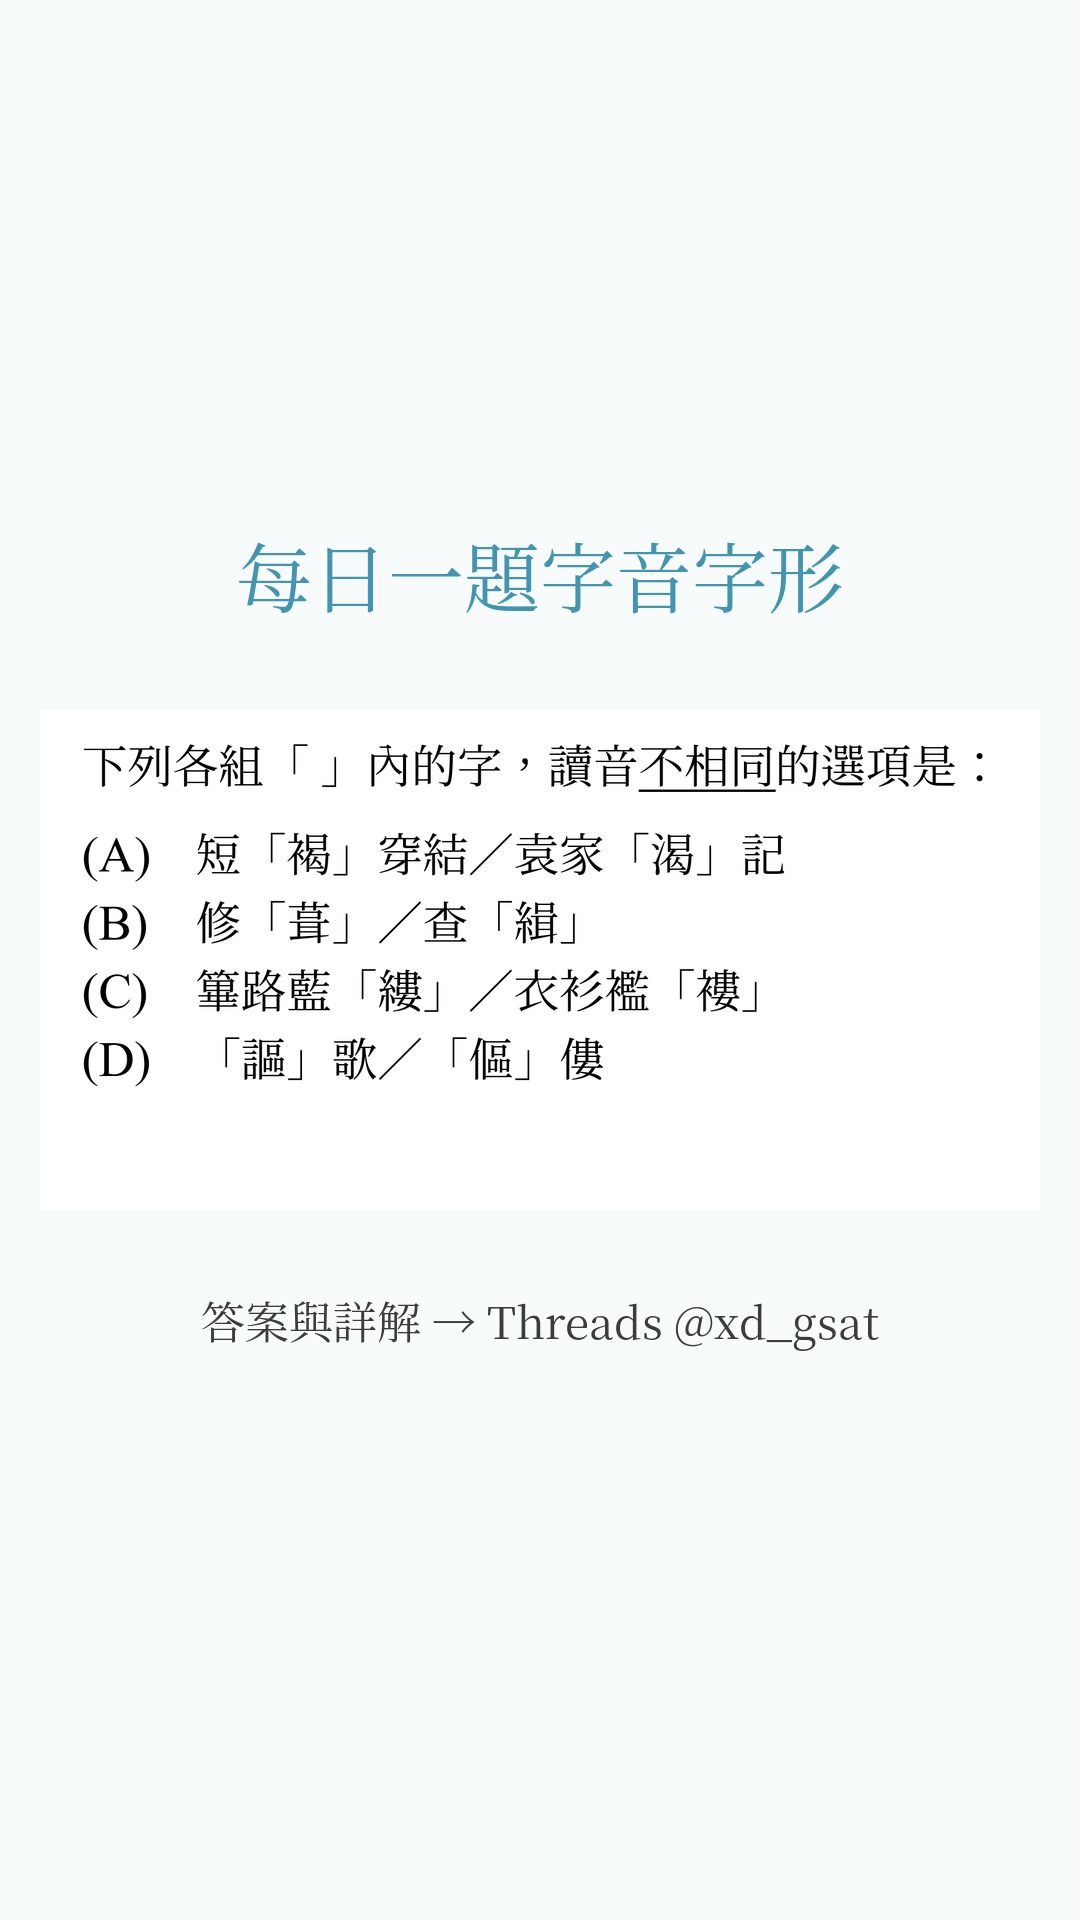 每日一題字音字形
下列各組「 」內的字，讀音不相同的選項是：
(A) 短「褐」穿結／袁家「渴」記
(B) 修「葺」／查「緝」
(C) 篳路藍「縷」／衣衫襤「褸」
(D) 「謳」歌／「傴」僂
答案與詳解 → Threads @xd_gsat